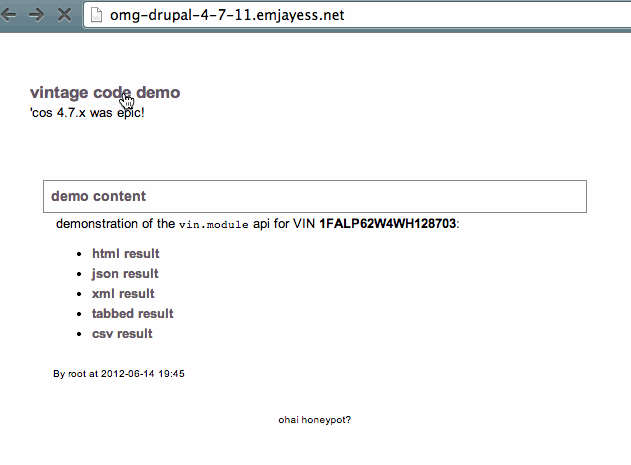 omg-drupal-4-7-11.emjayess.net
vintage code demo
'cos 4.7.x was epic!
demo content
demonstration of the vin.module api for VIN 1FALP62W4WH128703:
html result
json result
xml result
tabbed result
csv result
By root at 2012-06-14 19:45
ohai honeypot?